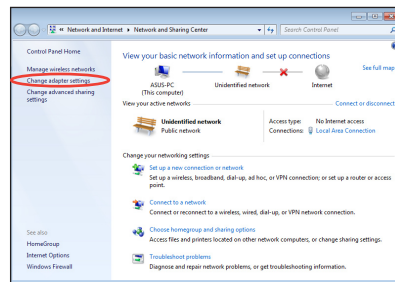 Network and Internet Network and Sharing Center Search Control Panel
Control Panel Home
Manage wireless networks
Change adapter settings
Change advanced sharing
settings
View your basic network information and set up connections
See full map
ASUS-PC
(This computer)
Unidentified network
Internet
View your active networks
Connect or disconnect
Unidentified network
Public network
Access type: No Internet access
Connections: Local Area Connection
Change your networking settings
Set up a new connection or network
Set up a wireless, broadband, dial-up, ad hoc, or VPN connection; or set up a router or access
point.
Connect to a network
Connect or reconnect to a wireless, wired, dial-up, or VPN network connection.
Choose homegroup and sharing options
Access files and printers located on other network computers, or change sharing settings.
Troubleshoot problems
Diagnose and repair network problems, or get troubleshooting information.
See also
HomeGroup
Internet Options
Windows Firewall